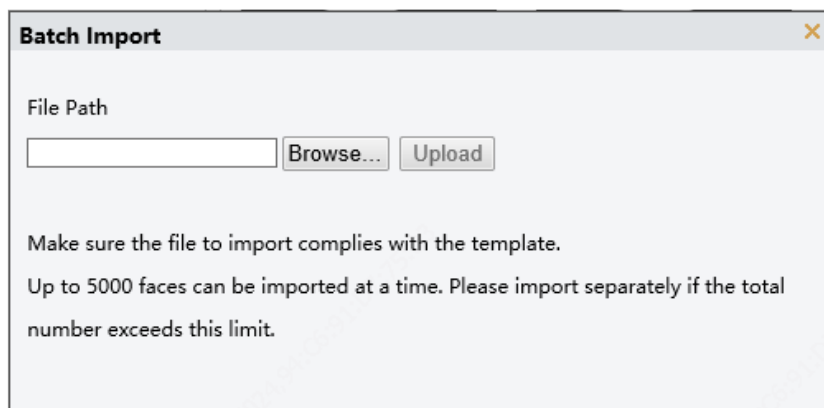 Batch Import
File Path
Browse... Upload
Make sure the file to import complies with the template.
Up to 5000 faces can be imported at a time. Please import separately if the total
number exceeds this limit.